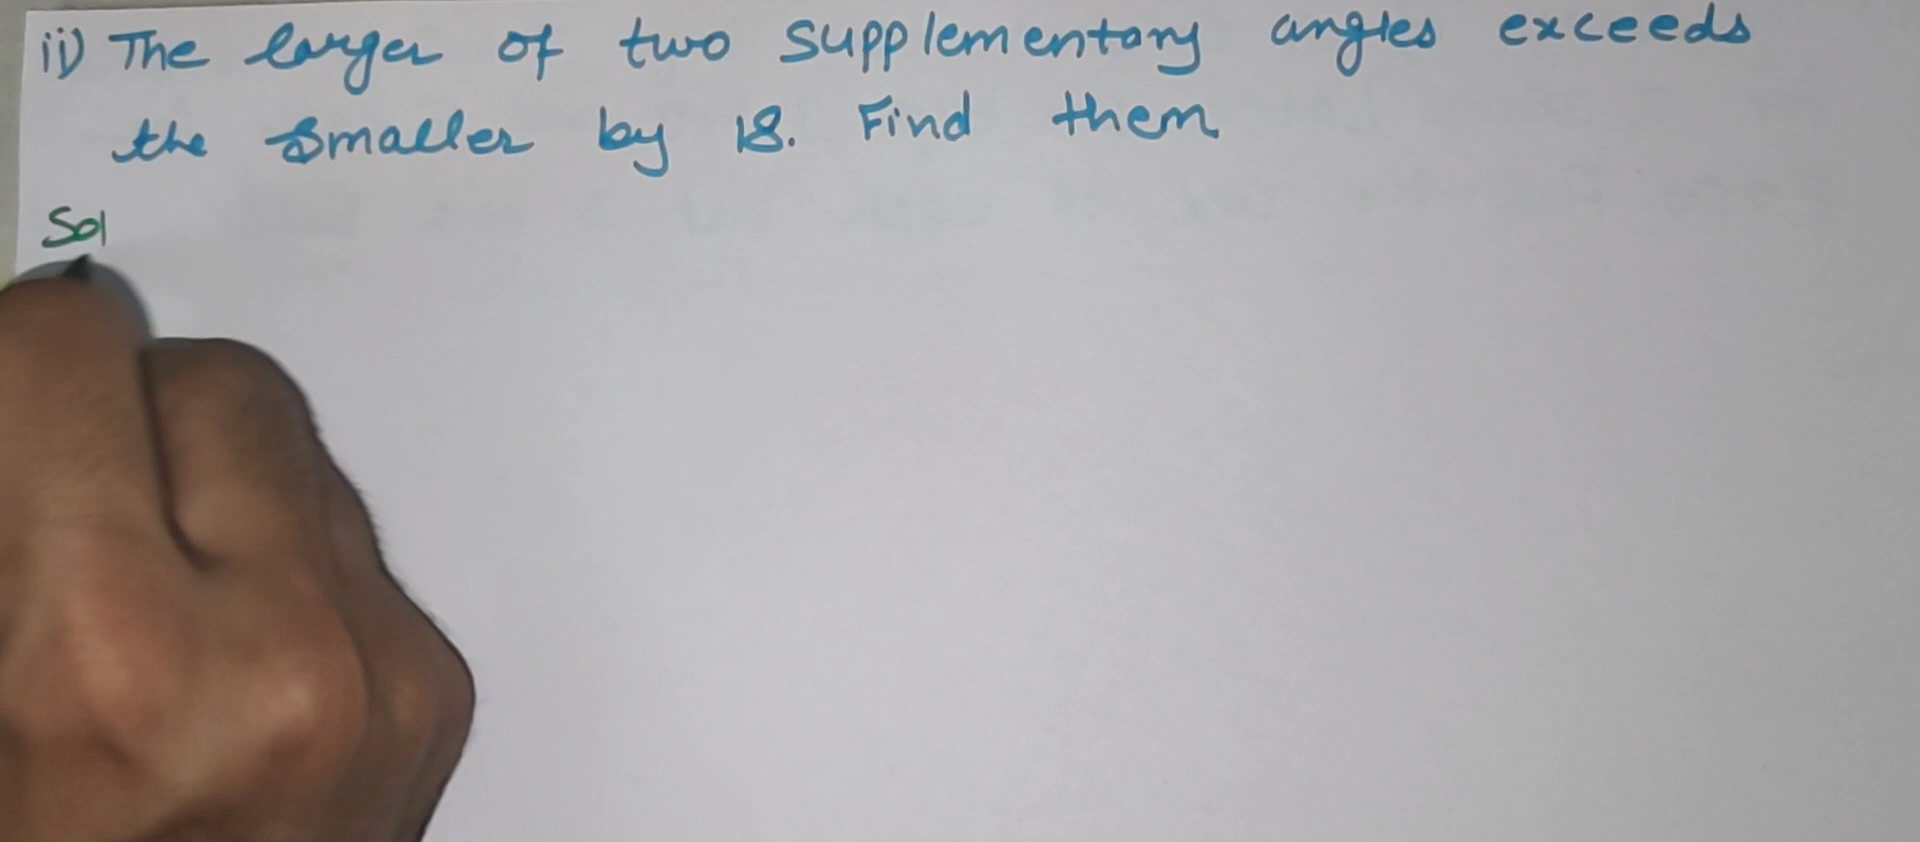 ii) The larger of two supplementary angles exceeds
the smaller by 18. Find them
Sol